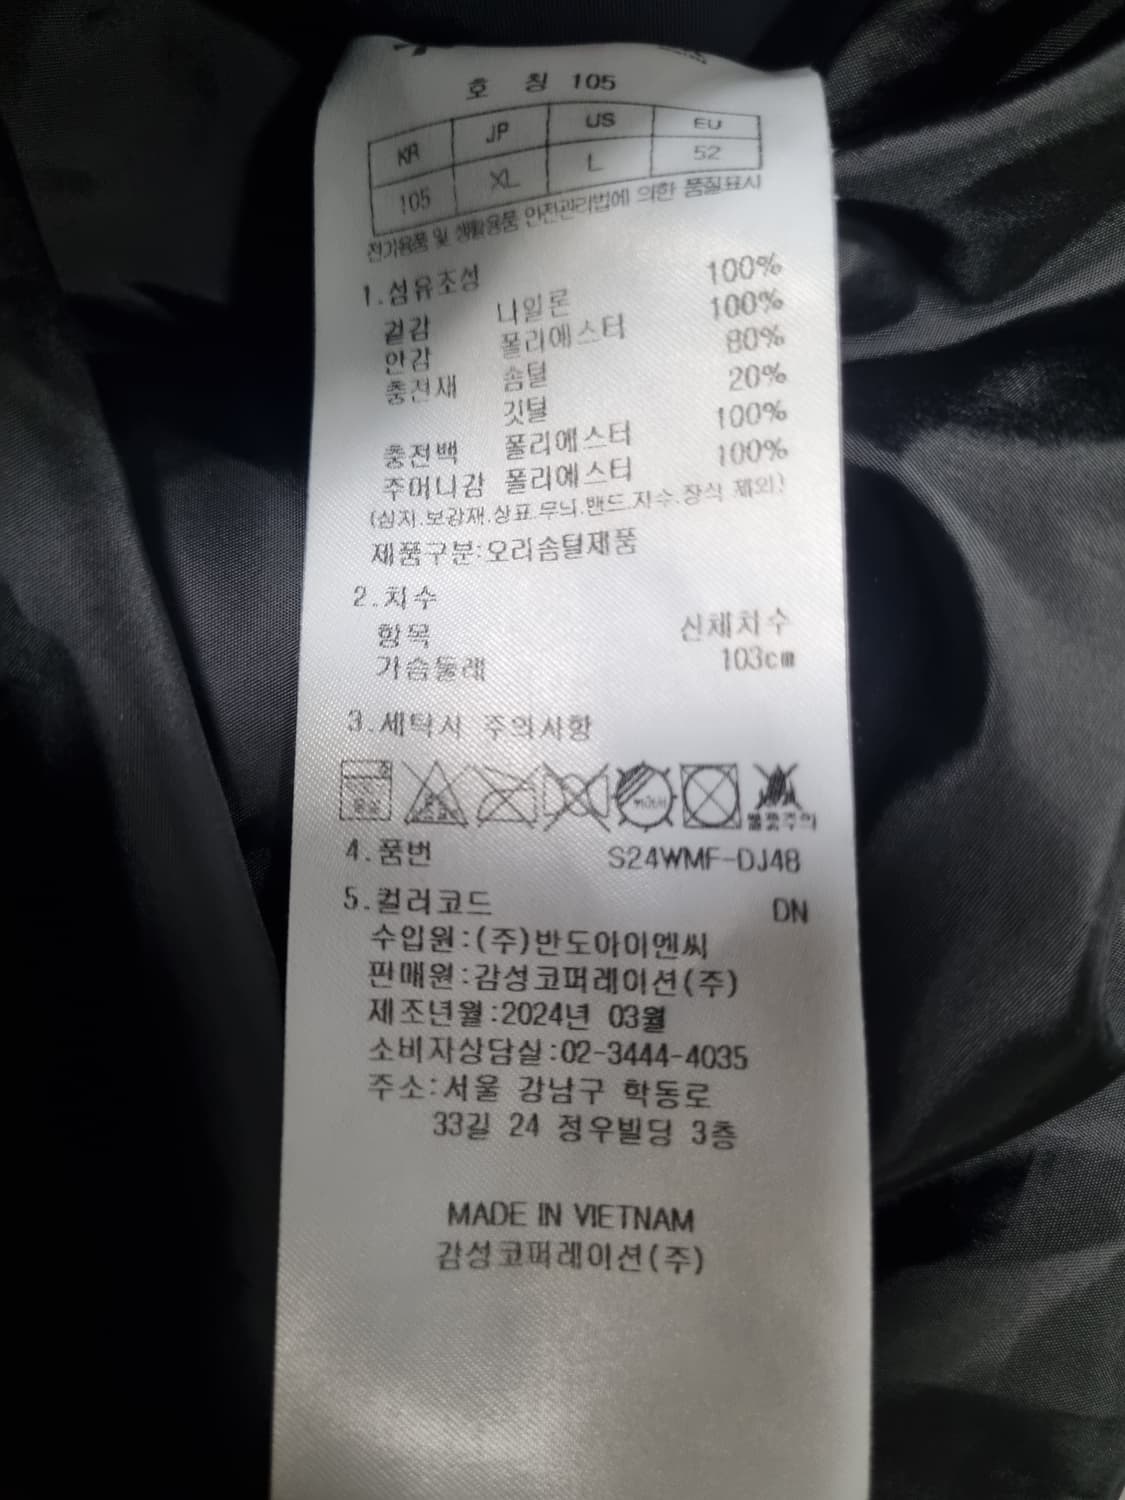 호 칭 105
KR JP US EU
105 XL L 52
전기용품 및 생활용품 안전관리법에 의한 품질표시
1.섬유조성
겉감 나일론 100%
안감 폴리에스터 100%
충전재 솜털 80%
깃털 20%
충전백 폴리에스터 100%
주머니감 폴리에스터 100%
(심지.보강재.상표.무늬.밴드.자수.장식 제외)
제품구분:오리솜털제품
2.치수
항목 신체치수
가슴둘레 103cm
3.세탁시 주의사항
불꽃주의
4.품번 S24WMF-DJ48
5.컬러코드 DN
수입원:(주)반도아이엔씨
판매원:감성코퍼레이션(주)
제조년월:2024년 03월
소비자상담실:02-3444-4035
주소:서울 강남구 학동로
33길 24 정우빌딩 3층
MADE IN VIETNAM
감성코퍼레이션(주)